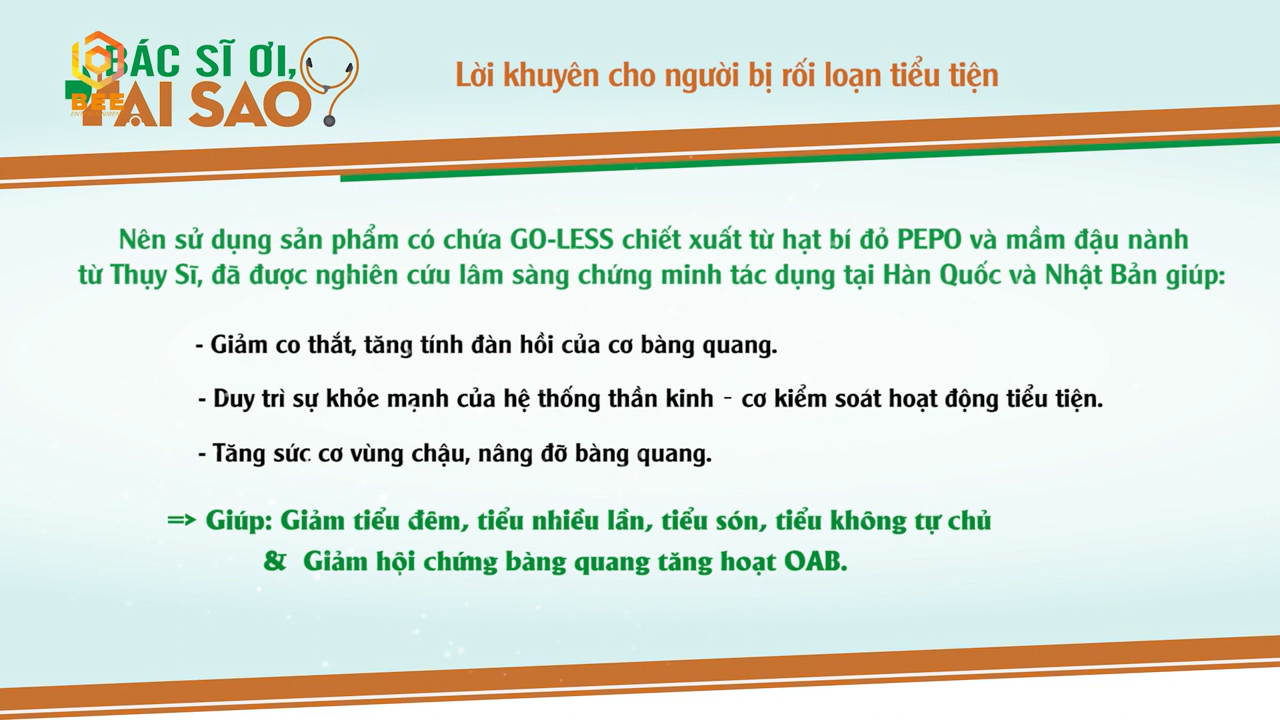 BÁC SĨ ƠI,
TẠI SAO
BEE
Lời khuyên cho người bị rối loạn tiểu tiện
Nên sử dụng sản phẩm có chứa GO-LESS chiết xuất từ hạt bí đỏ PEPO và mầm đậu nành
từ Thụy Sĩ, đã được nghiên cứu lâm sàng chứng minh tác dụng tại Hàn Quốc và Nhật Bản giúp:
- Giảm co thắt, tăng tính đàn hồi của cơ bàng quang.
- Duy trì sự khỏe mạnh của hệ thống thần kinh - cơ kiểm soát hoạt động tiểu tiện.
- Tăng sức cơ vùng chậu, nâng đỡ bàng quang.
=> Giúp: Giảm tiểu đêm, tiểu nhiều lần, tiểu són, tiểu không tự chủ
& Giảm hội chứng bàng quang tăng hoạt OAB.